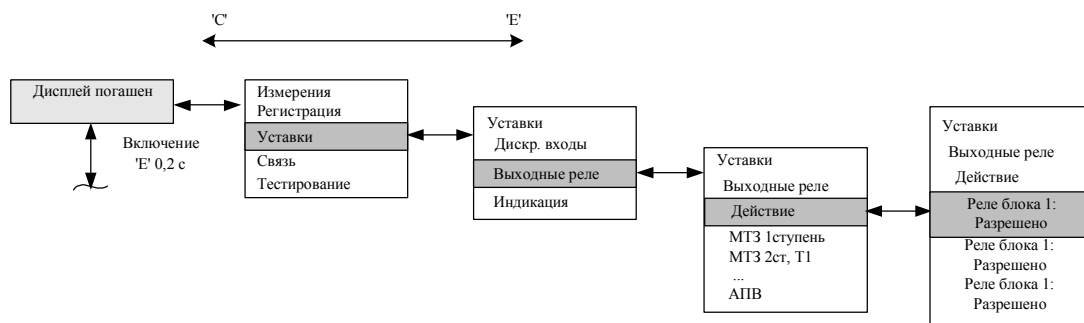 'C' 'E'
Дисплей погашен
Включение
'E' 0,2 с
Измерения
Регистрация
Уставки
Связь
Тестирование
Уставки
Дискр. входы
Выходные реле
Индикация
Уставки
Выходные реле
Действие
МТЗ 1ступень
МТЗ 2ст, Т1
...
АПВ
Уставки
Выходные реле
Действие
Реле блока 1:
Разрешено
Реле блока 1:
Разрешено
Реле блока 1:
Разрешено